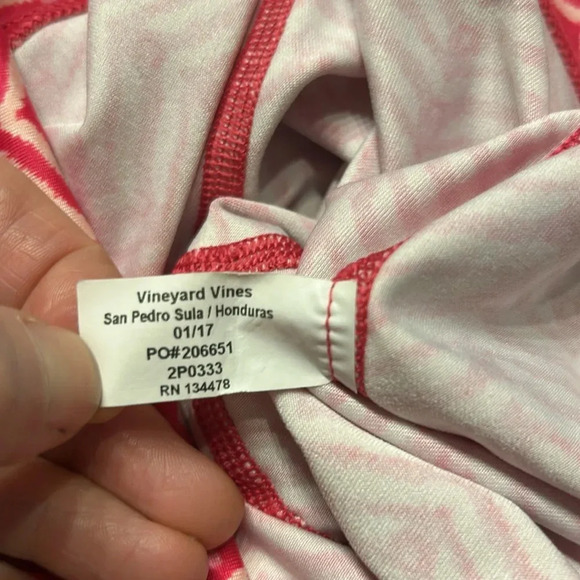 Vineyard Vines
San Pedro Sula / Honduras
01/17
PO#206651
2P0333
RN 134478